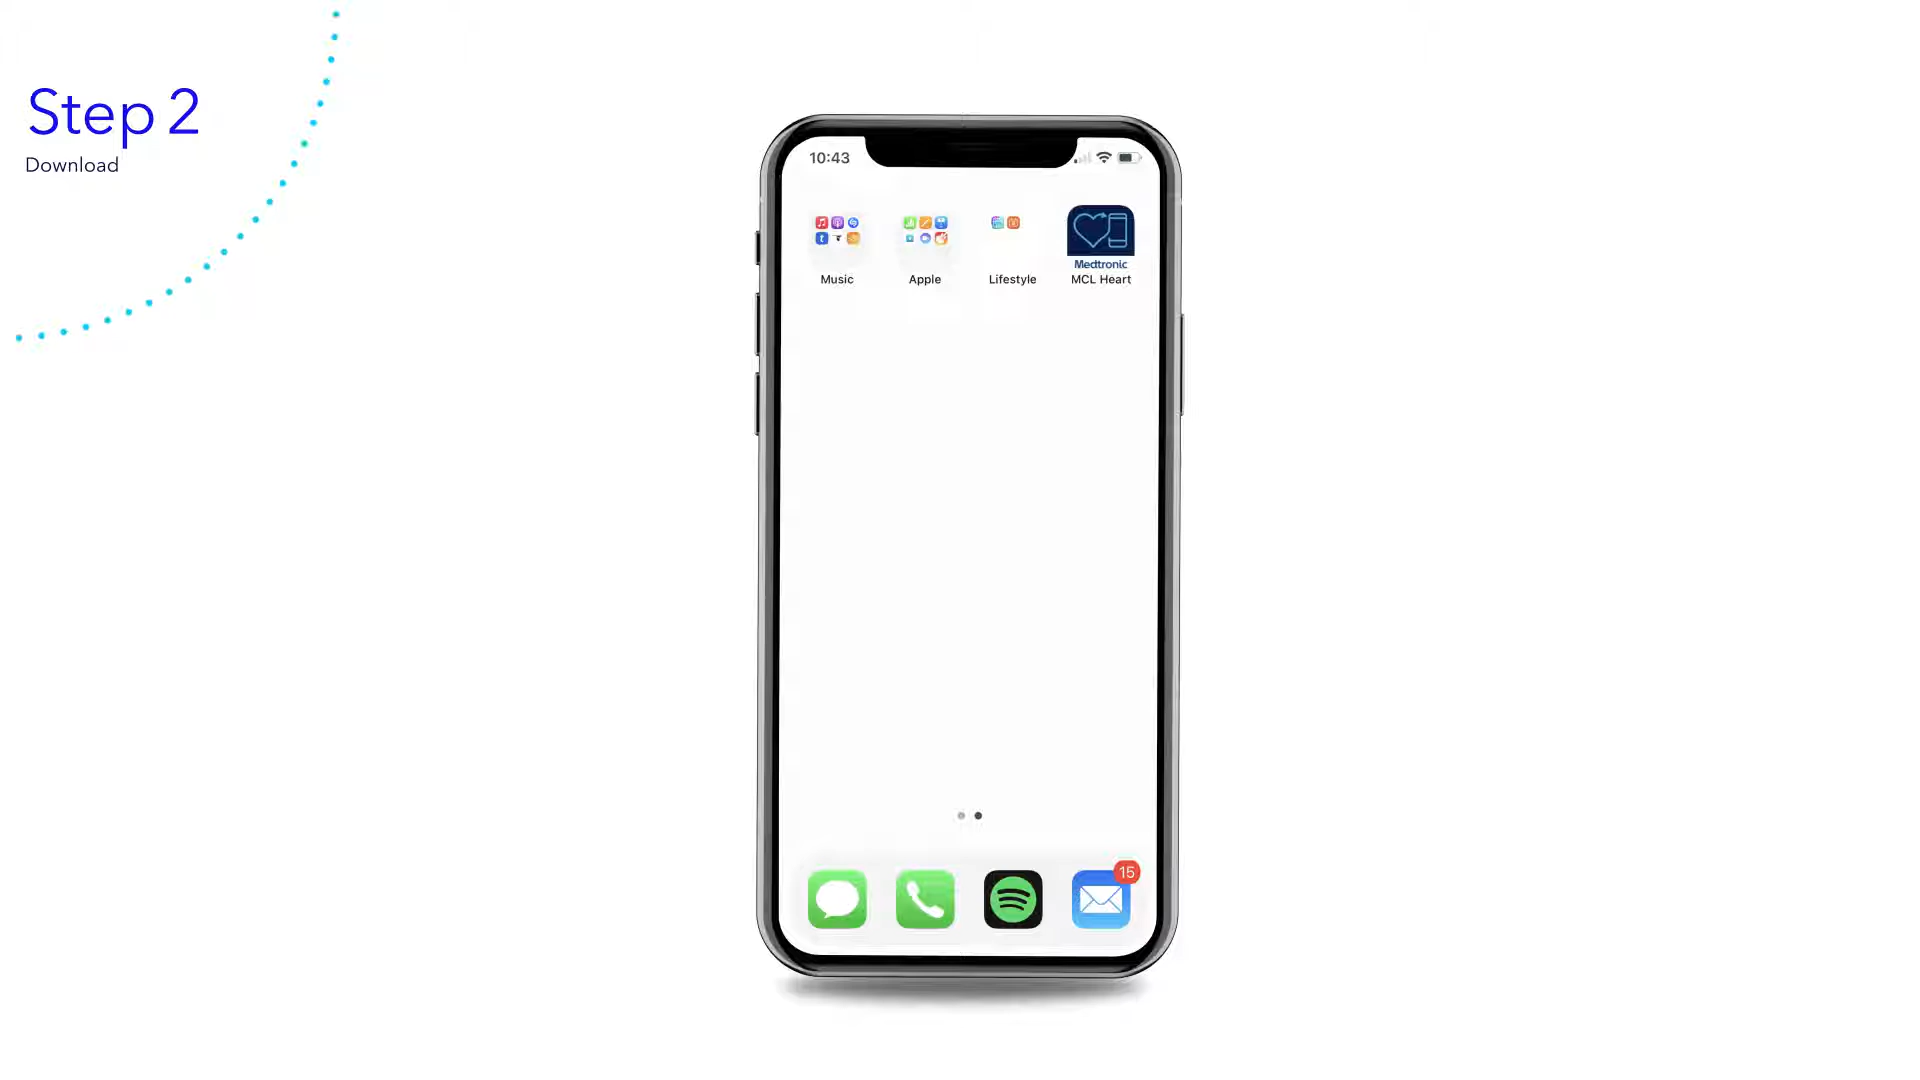 Step 2
Download
10:43
Medtronic
Music
Apple
Lifestyle
MCL Heart
15